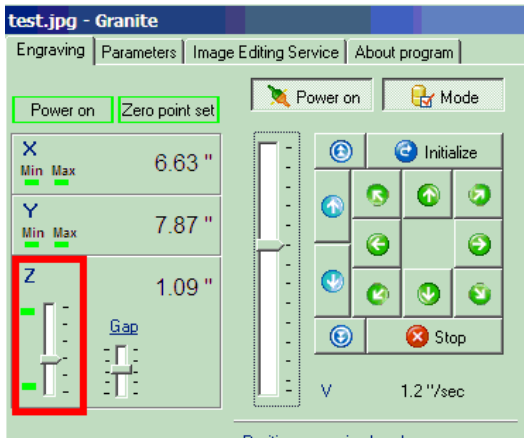 test.jpg - Granite
Engraving Parameters Image Editing Service About program
Power on Mode
Power on Zero point set
X 6.63 "
Min Max
Initialize
Y 7.87 "
Min Max
Z 1.09 "
Gap
Stop
V 1.2 "/sec